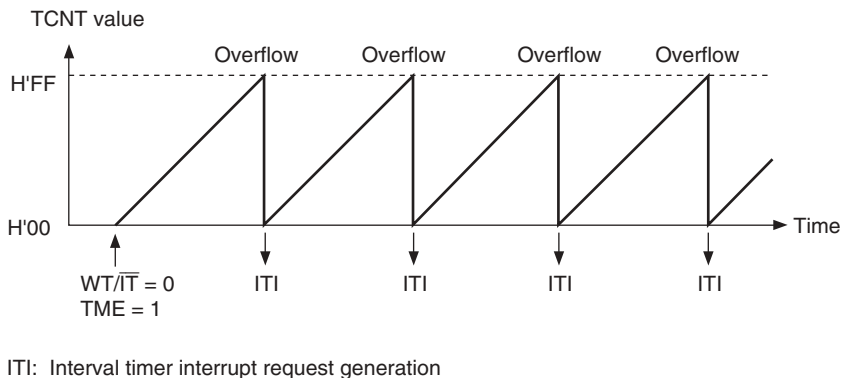 TCNT value
Overflow Overflow Overflow Overflow
H'FF
H'00
Time
WT/I̅T̅ = 0
TME = 1
ITI ITI ITI ITI
ITI: Interval timer interrupt request generation